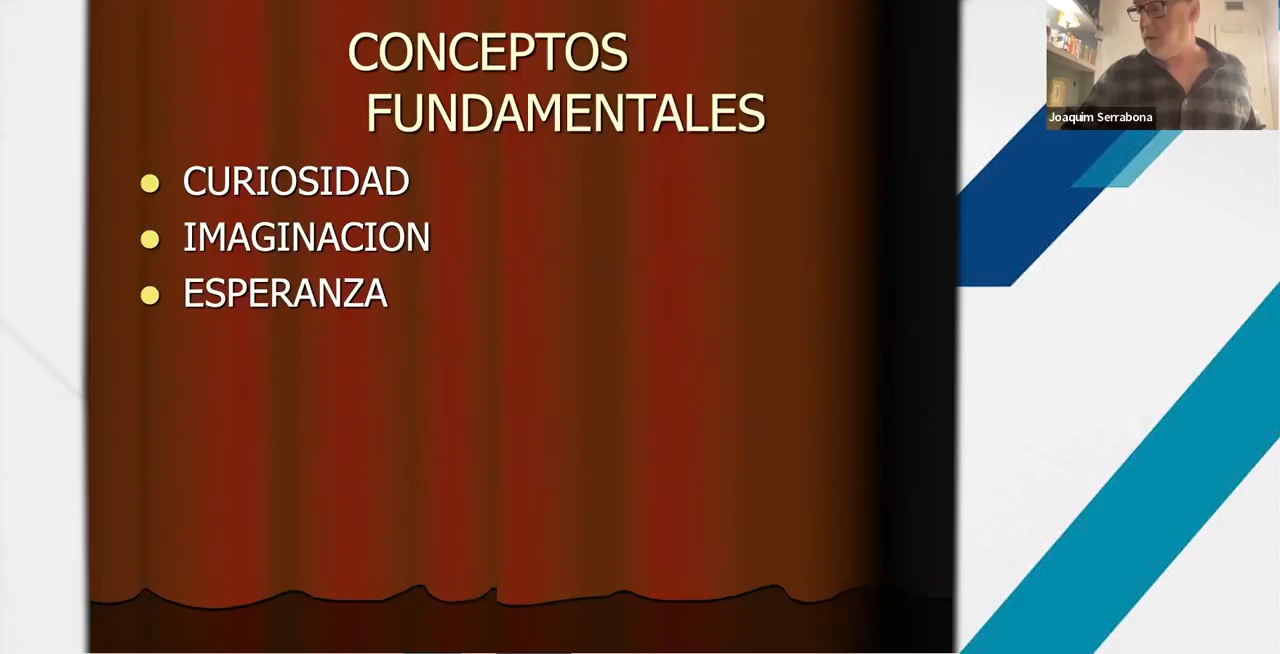 CONCEPTOS
FUNDAMENTALES
CURIOSIDAD
IMAGINACION
ESPERANZA
Joaquim Serrabona